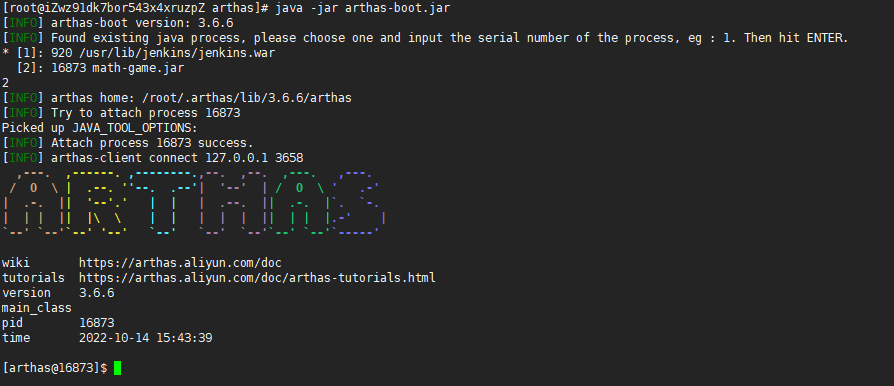 [root@iZwz9ldk7bor543x4xruzpZ arthas]# java -jar arthas-boot.jar
[INFO] arthas-boot version: 3.6.6
[INFO] Found existing java process, please choose one and input the serial number of the process, eg : 1. Then hit ENTER.
* [1]: 920 /usr/lib/jenkins/jenkins.war
  [2]: 16873 math-game.jar
2
[INFO] arthas home: /root/.arthas/lib/3.6.6/arthas
[INFO] Try to attach process 16873
Picked up JAVA_TOOL_OPTIONS:
[INFO] Attach process 16873 success.
[INFO] arthas-client connect 127.0.0.1 3658
ARTHAS
wiki       https://arthas.aliyun.com/doc
tutorials  https://arthas.aliyun.com/doc/arthas-tutorials.html
version    3.6.6
main_class
pid        16873
time       2022-10-14 15:43:39
[arthas@16873]$